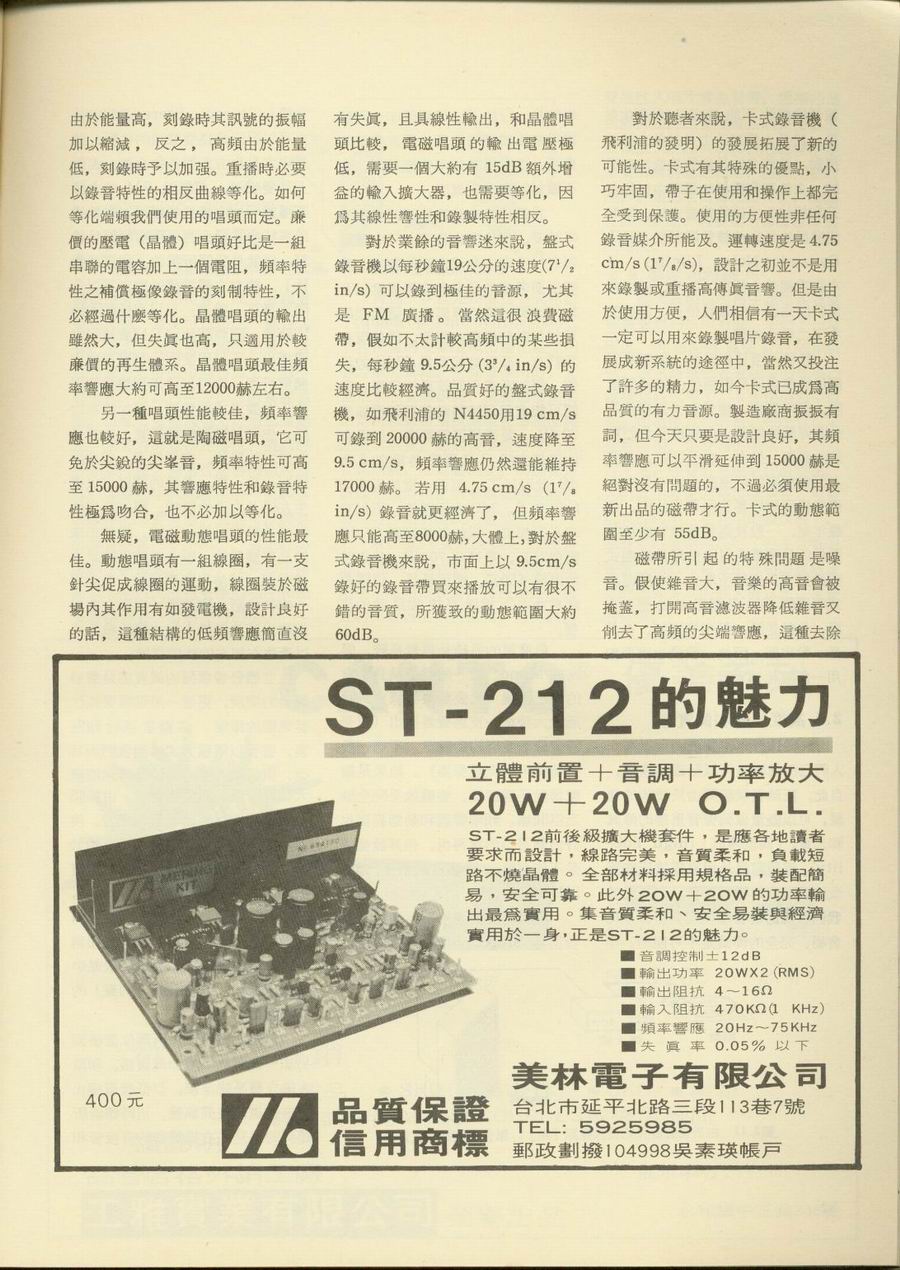 由於能量高，刻錄時其訊號的振幅
加以縮減，反之，高頻由於能量
低，刻錄時予以加强。重播時必要
以錄音特性的相反曲線等化。如何
等化端賴我們使用的唱頭而定。廉
價的壓電（晶體）唱頭好比是一組
串聯的電容加上一個電阻，頻率特
性之補償極像錄音的刻制特性，不
必經過什麽等化。晶體唱頭的輸出
雖然大，但失眞也高，只適用於較
廉價的再生體系。晶體唱頭最佳頻
率響應大約可高至12000赫左右。
另一種唱頭性能較佳，頻率響
應也較好，這就是陶磁唱頭，它可
免於尖銳的尖峯音，頻率特性可高
至 15000 赫，其響應特性和錄音特
性極爲吻合，也不必加以等化。
無疑，電磁動態唱頭的性能最
佳。動態唱頭有一組線圈，有一支
針尖促成線圈的運動，線圈裝於磁
場內其作用有如發電機，設計良好
的話，這種結構的低頻響應簡直沒
有失眞，且具線性輸出，和晶體唱
頭比較，電磁唱頭的輸出電壓極
低，需要一個大約有 15dB 額外增
益的輸入擴大器，也需要等化，因
爲其線性響性和錄製特性相反。
對於業餘的音響迷來說，盤式
錄音機以每秒鐘19公分的速度(7¹/₂
in/s) 可以錄到極佳的音源，尤其
是 FM 廣播。當然這很浪費磁
帶，假如不太計較高頻中的某些損
失，每秒鐘 9.5公分 (3³/₄ in/s) 的
速度比較經濟。品質好的盤式錄音
機，如飛利浦的 N4450用19 cm/s
可錄到 20000 赫的高音，速度降至
9.5 cm/s，頻率響應仍然還能維持
17000 赫。若用 4.75 cm/s (1⁷/₈
in/s) 錄音就更經濟了，但頻率響
應只能高至8000赫，大體上，對於盤
式錄音機來說，市面上以 9.5cm/s
錄好的錄音帶買來播放可以有很不
錯的音質，所獲致的動態範圍大約
60dB。
對於聽者來說，卡式錄音機（
飛利浦的發明）的發展拓展了新的
可能性。卡式有其特殊的優點，小
巧牢固，帶子在使用和操作上都完
全受到保護。使用的方便性非任何
錄音媒介所能及。運轉速度是 4.75
cm/s (1⁷/₈/s)，設計之初並不是用
來錄製或重播高傳眞音響。但是由
於使用方便，人們相信有一天卡式
一定可以用來錄製唱片錄音，在發
展成新系統的途徑中，當然又投注
了許多的精力，如今卡式已成爲高
品質的有力音源。製造廠商振振有
詞，但今天只要是設計良好，其頻
率響應可以平滑延伸到 15000 赫是
絕對沒有問題的，不過必須使用最
新出品的磁帶才行。卡式的動態範
圍至少有 55dB。
磁帶所引起的特殊問題是噪
音。假使雜音大，音樂的高音會被
掩蓋，打開高音濾波器降低雜音又
削去了高頻的尖端響應，這種去除
ST-212的魅力
立體前置＋音調＋功率放大
20W＋20W O.T.L.
ST-212前後級擴大機套件，是應各地讀者
要求而設計，線路完美，音質柔和，負載短
路不燒晶體。全部材料採用規格品，裝配簡
易，安全可靠。此外20W＋20W的功率輸
出最爲實用。集音質柔和、安全易裝與經濟
實用於一身，正是ST-212的魅力。
■ 音調控制±12dB
■ 輸出功率 20WX2 (RMS)
■ 輸出阻抗 4～16Ω
■ 輸入阻抗 470KΩ(1 KHz)
■ 頻率響應 20Hz～75KHz
■ 失眞率 0.05% 以下
MERING
KIT
400元
品質保證
信用商標
美林電子有限公司
台北市延平北路三段113巷7號
TEL: 5925985
郵政劃撥104998吳素瑛帳戶